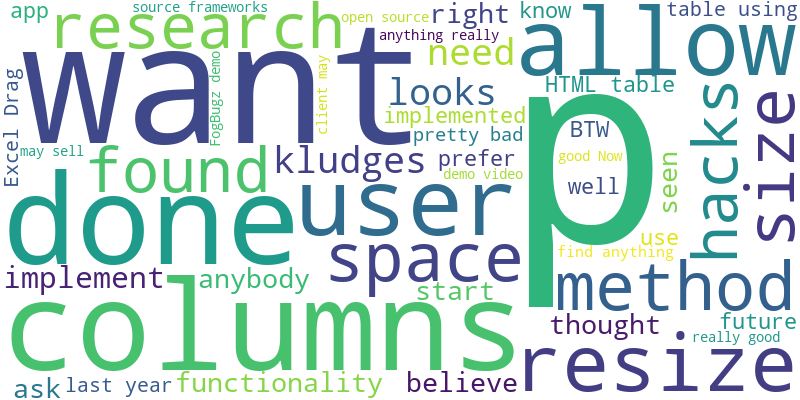 app
source frameworks
research
open source
right
know
table using
want
anything really
allow
Excel Drag
FogBugz demo
client may
need
looks
HTML table
p
hacks
size
implemented
BTW
may sell
found
kludges
pretty bad
prefer
good Now
seen
done
user
demo video
well
space
use
find anything
implement
anybody
start
method
columns
thought
future
resize
really good
ask
last year
functionality
believe